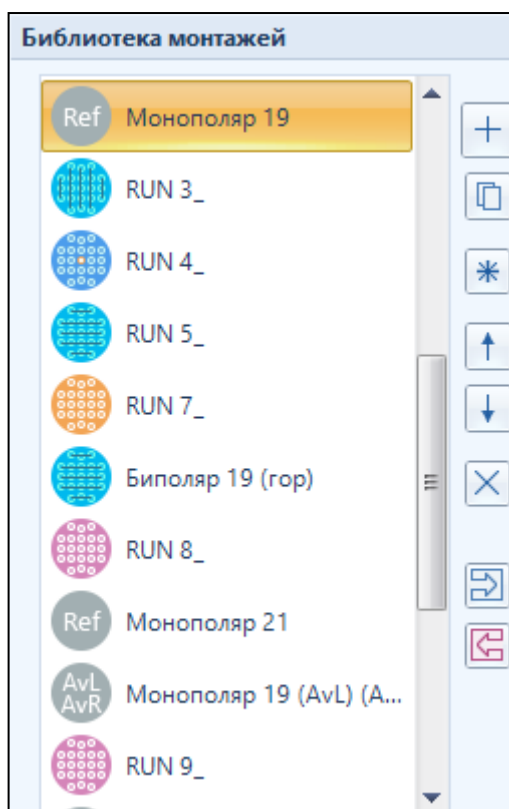 Библиотека монтажей
Ref Монополяр 19
RUN 3_
RUN 4_
RUN 5_
RUN 7_
Биполяр 19 (гор)
RUN 8_
Ref Монополяр 21
AvL
AvR
Монополяр 19 (AvL) (A...
RUN 9_